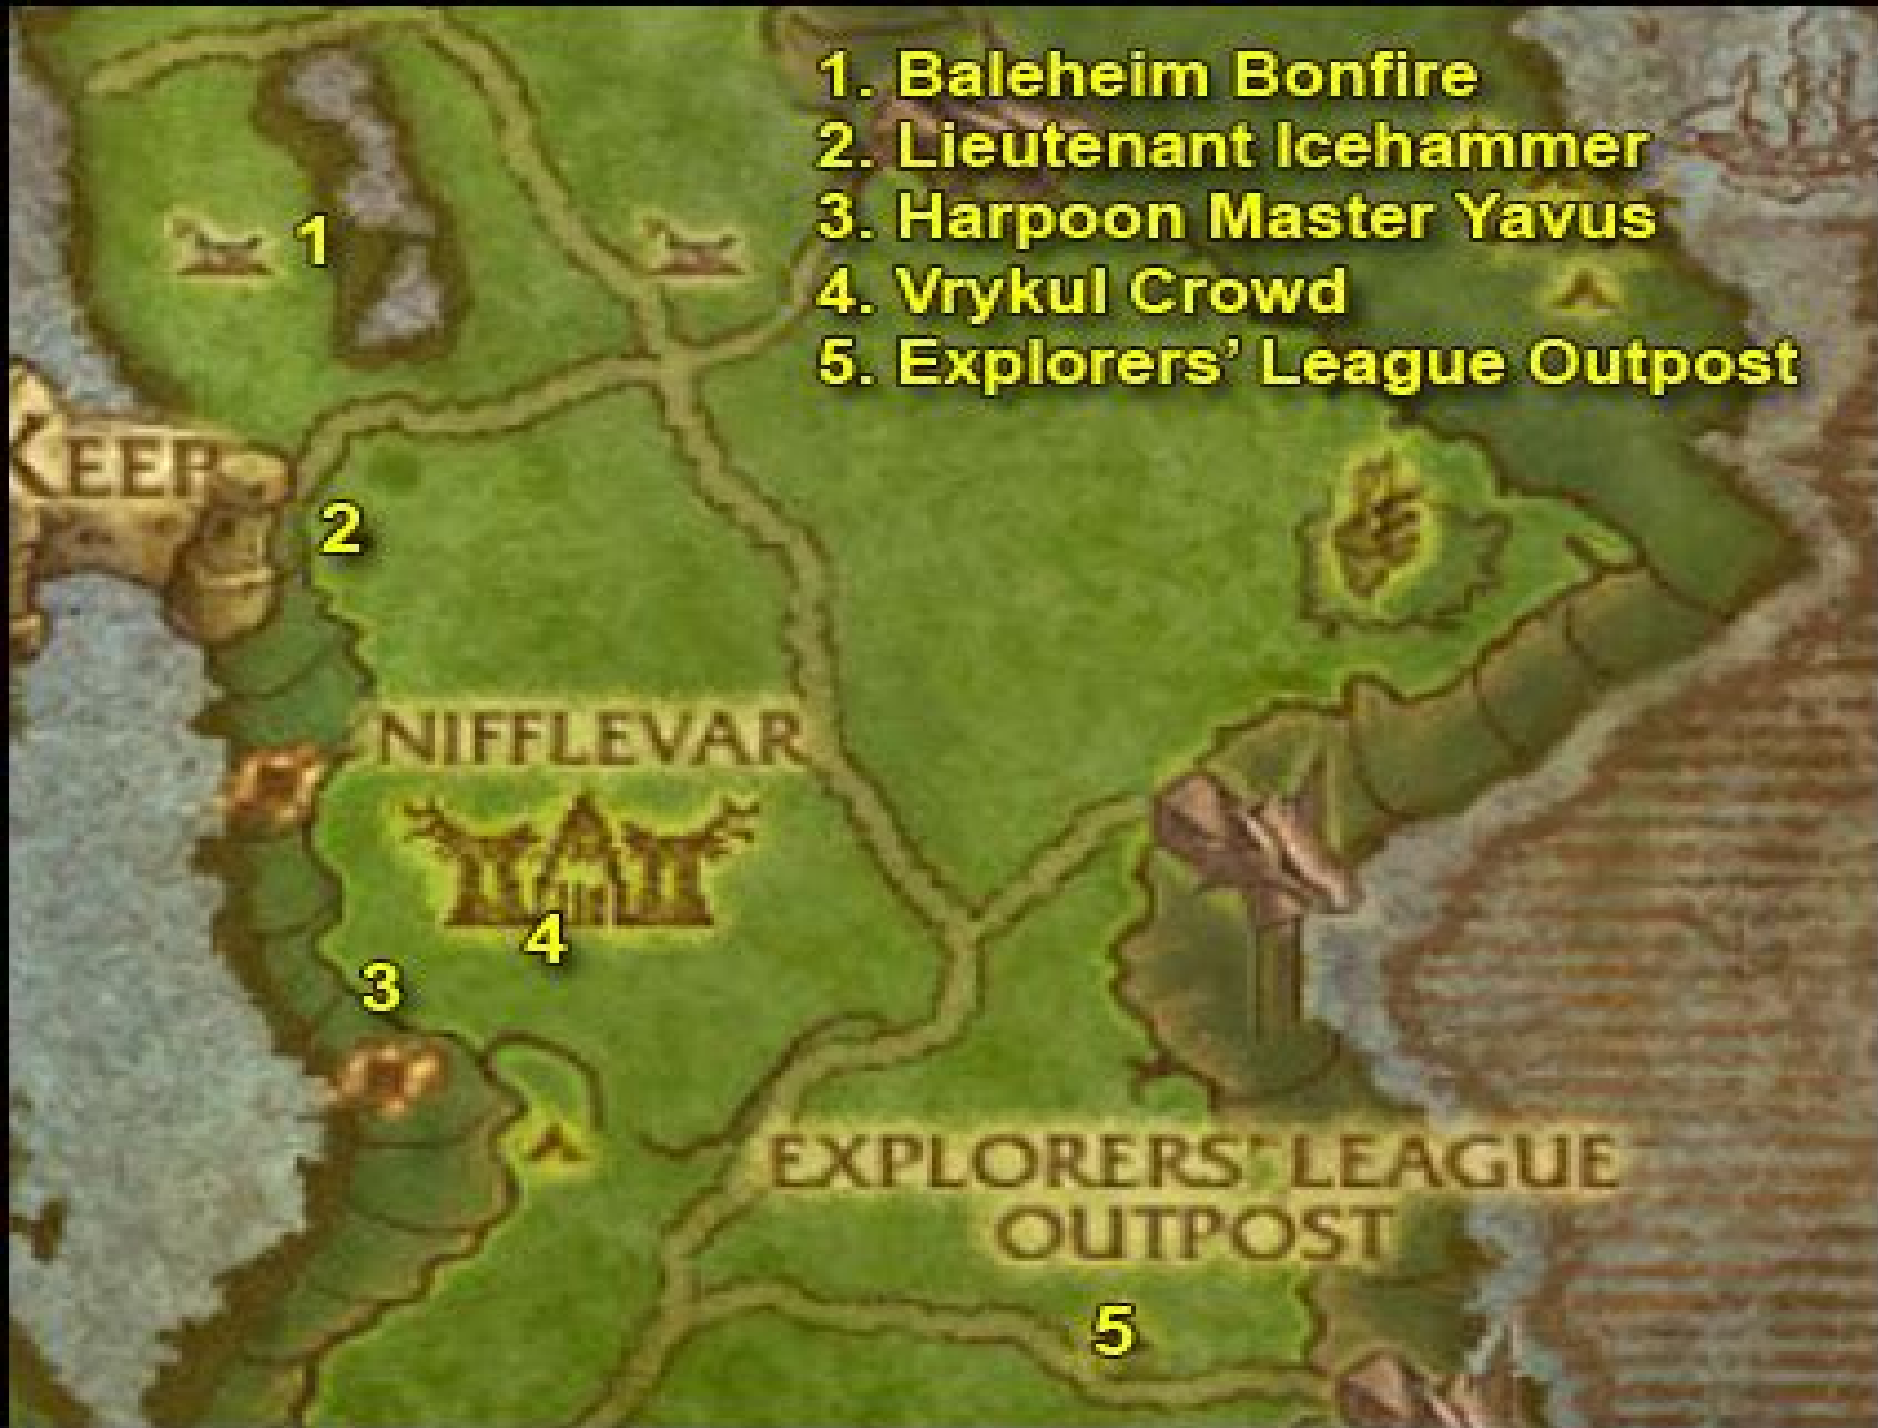 1. Baleheim Bonfire
2. Lieutenant Icehammer
3. Harpoon Master Yavus
4. Vrykul Crowd
5. Explorers’ League Outpost
1
KEEP
2
NIFFLEVAR
4
3
EXPLORERS’ LEAGUE
OUTPOST
5